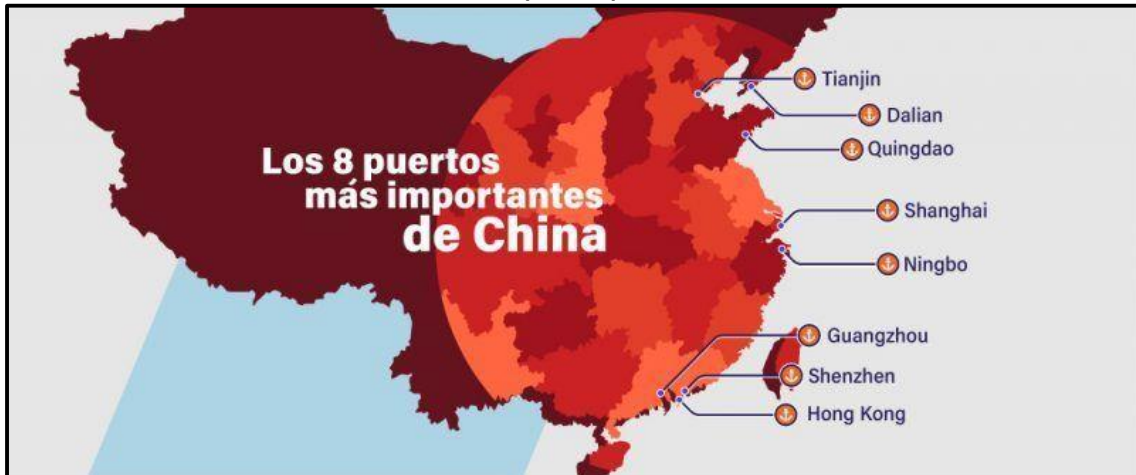 Los 8 puertos
más importantes
de China
Tianjin
Dalian
Quingdao
Shanghai
Ningbo
Guangzhou
Shenzhen
Hong Kong